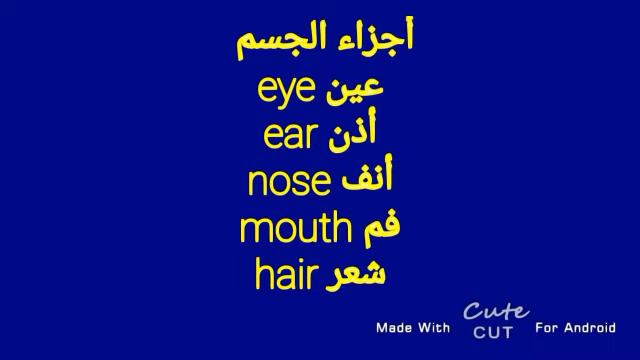 أجزاء الجسم
عين eye
أذن ear
أنف nose
فم mouth
شعر hair
Made With Cute CUT For Android